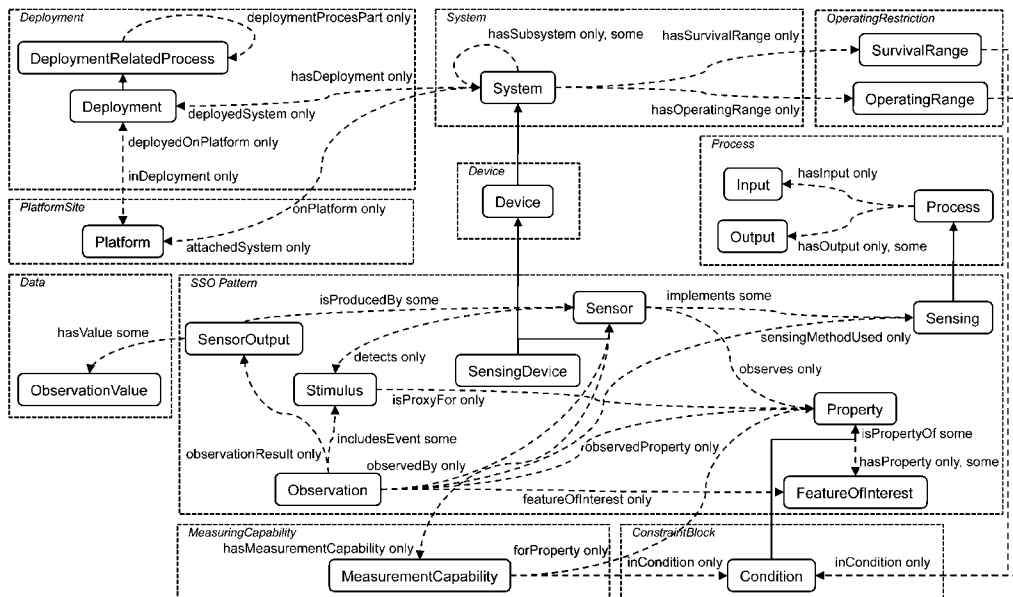 Deployment
deploymentProcesPart only
DeploymentRelatedProcess
Deployment
hasDeployment only
deployedSystem only
deployedOnPlatform only
inDeployment only
System
hasSubsystem only, some
System
hasSurvivalRange only
hasOperatingRange only
OperatingRestriction
SurvivalRange
OperatingRange
Process
Input
hasInput only
Process
Output
hasOutput only, some
Device
Device
PlatformSite
onPlatform only
Platform
attachedSystem only
Data
hasValue some
ObservationValue
SSO Pattern
isProducedBy some
Sensor
implements some
SensorOutput
Sensing
sensingMethodUsed only
detects only
SensingDevice
Stimulus
isProxyFor only
observes only
Property
includesEvent some
observedProperty only
isPropertyOf some
observationResult only
observedBy only
hasProperty only, some
Observation
featureOfInterest only
FeatureOfInterest
MeasuringCapability
hasMeasurementCapability only
forProperty only
MeasurementCapability
inCondition only
ConstraintBlock
Condition
inCondition only